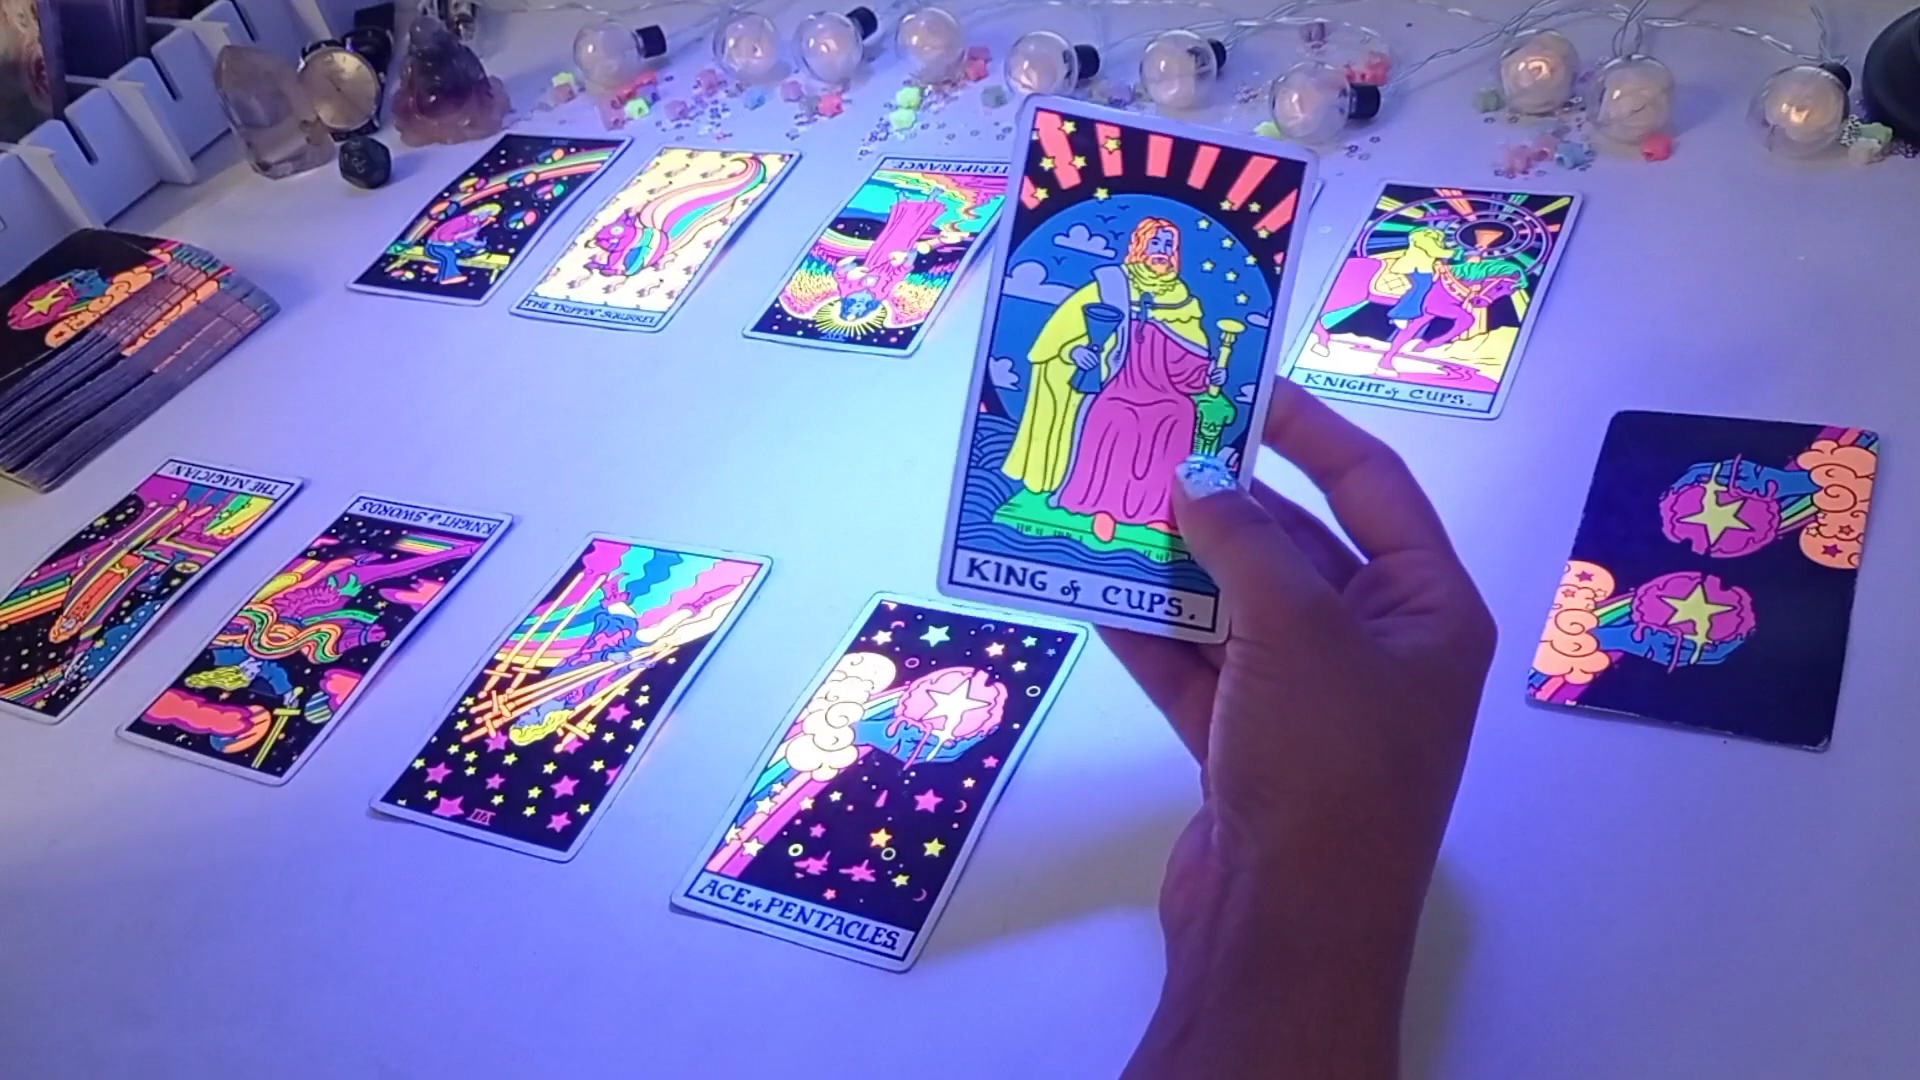 TEMPERANCE.
THE TRIPPIN' SQUIRREL
KNIGHT of CUPS.
KING of CUPS.
THE MAGICIAN.
KNIGHT of SWORDS
ACE of PENTACLES.